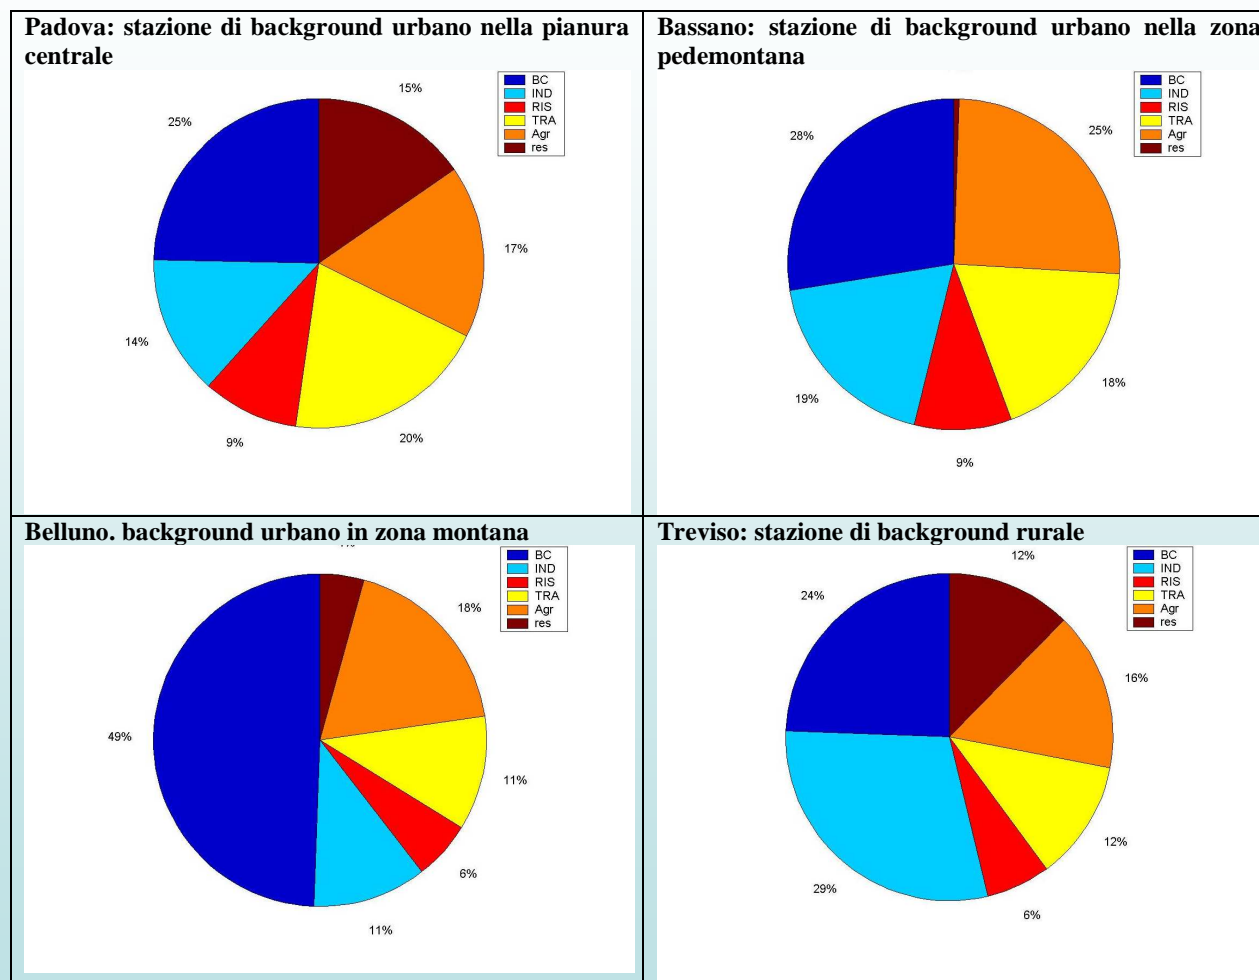 Padova: stazione di background urbano nella pianura
centrale
BC
IND
RIS
TRA
Agr
res
15%
25%
17%
14%
9%
20%
Bassano: stazione di background urbano nella zona
pedemontana
BC
IND
RIS
TRA
Agr
res
28%
25%
19%
18%
9%
Belluno. background urbano in zona montana
BC
IND
RIS
TRA
Agr
res
18%
49%
11%
6%
11%
Treviso: stazione di background rurale
BC
IND
RIS
TRA
Agr
res
12%
24%
16%
12%
29%
6%